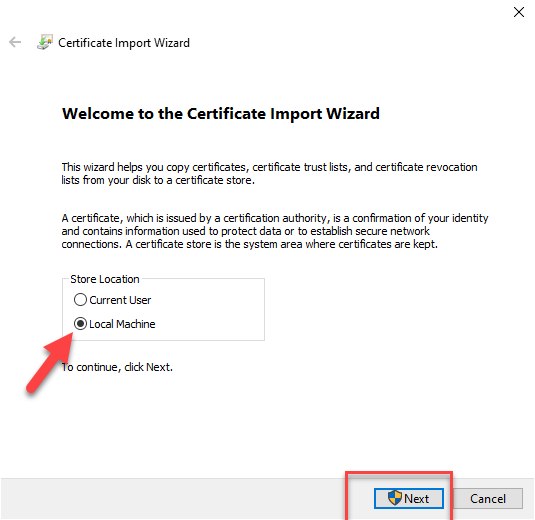 Certificate Import Wizard
Welcome to the Certificate Import Wizard
This wizard helps you copy certificates, certificate trust lists, and certificate revocation
lists from your disk to a certificate store.
A certificate, which is issued by a certification authority, is a confirmation of your identity
and contains information used to protect data or to establish secure network
connections. A certificate store is the system area where certificates are kept.
Store Location
Current User
Local Machine
To continue, click Next.
Next
Cancel